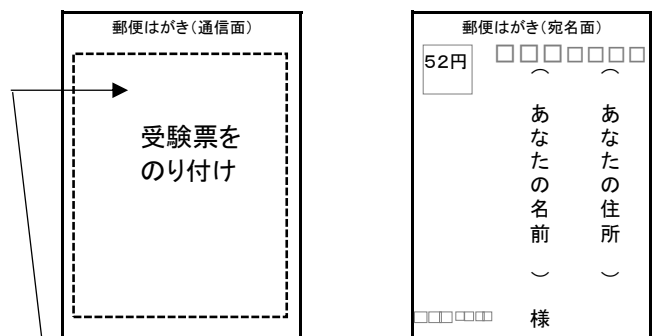 郵便はがき(通信面)
受験票を
のり付け
郵便はがき(宛名面)
52円
(あなたの住所)
(あなたの名前)様